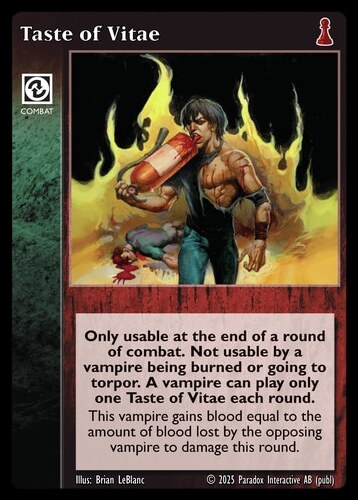 Taste of Vitae
COMBAT
Only usable at the end of a round
of combat. Not usable by a
vampire being burned or going to
torpor. A vampire can play only
one Taste of Vitae each round.
This vampire gains blood equal to the
amount of blood lost by the opposing
vampire to damage this round.
Illus: Brian LeBlanc
© 2025 Paradox Interactive AB (publ)